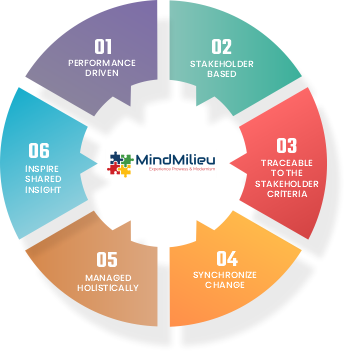 01
PERFORMANCE
DRIVEN
02
STAKEHOLDER
BASED
03
TRACEABLE
TO THE
STAKEHOLDER
CRITERIA
04
SYNCHRONIZE
CHANGE
05
MANAGED
HOLISTICALLY
06
INSPIRE
SHARED
INSIGHT
MindMilieu
Experience Process & Modernism